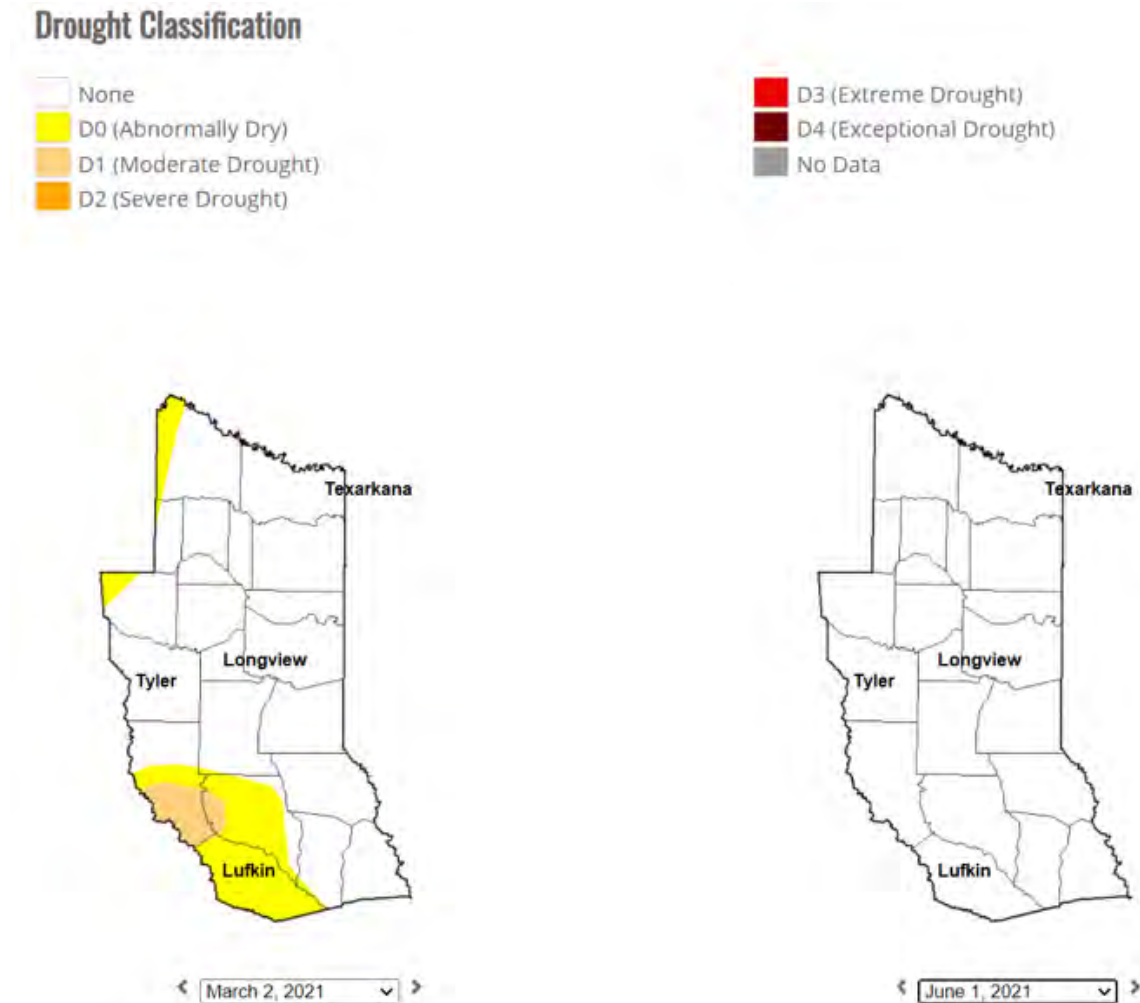 Drought Classification
None
D0 (Abnormally Dry)
D1 (Moderate Drought)
D2 (Severe Drought)
D3 (Extreme Drought)
D4 (Exceptional Drought)
No Data
Texarkana
Longview
Tyler
Lufkin
March 2, 2021
Texarkana
Longview
Tyler
Lufkin
June 1, 2021